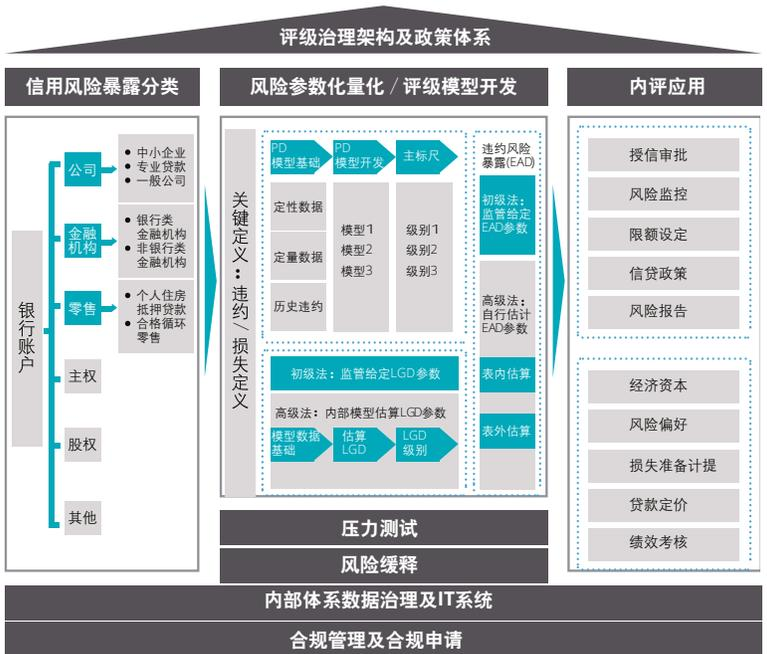 评级治理架构及政策体系
信用风险暴露分类
风险参数化量化 / 评级模型开发
内评应用
银行账户
公司
• 中小企业
• 专业贷款
• 一般公司
金融
机构
• 银行类
金融机构
• 非银行类
金融机构
零售
• 个人住房
抵押贷款
• 合格循环
零售
主权
股权
其他
关键定义：违约/损失定义
PD
模型基础
PD
模型开发
主标尺
定性数据
定量数据
历史违约
模型1
模型2
模型3
级别1
级别2
级别3
初级法：监管给定LGD参数
高级法：内部模型估算LGD参数
模型数据
基础
估算
LGD
LGD
级别
违约风险
暴露(EAD)
初级法：
监管给定
EAD参数
高级法：
自行估计
EAD参数
表内估算
表外估算
授信审批
风险监控
限额设定
信贷政策
风险报告
经济资本
风险偏好
损失准备计提
贷款定价
绩效考核
压力测试
风险缓释
内部体系数据治理及IT系统
合规管理及合规申请